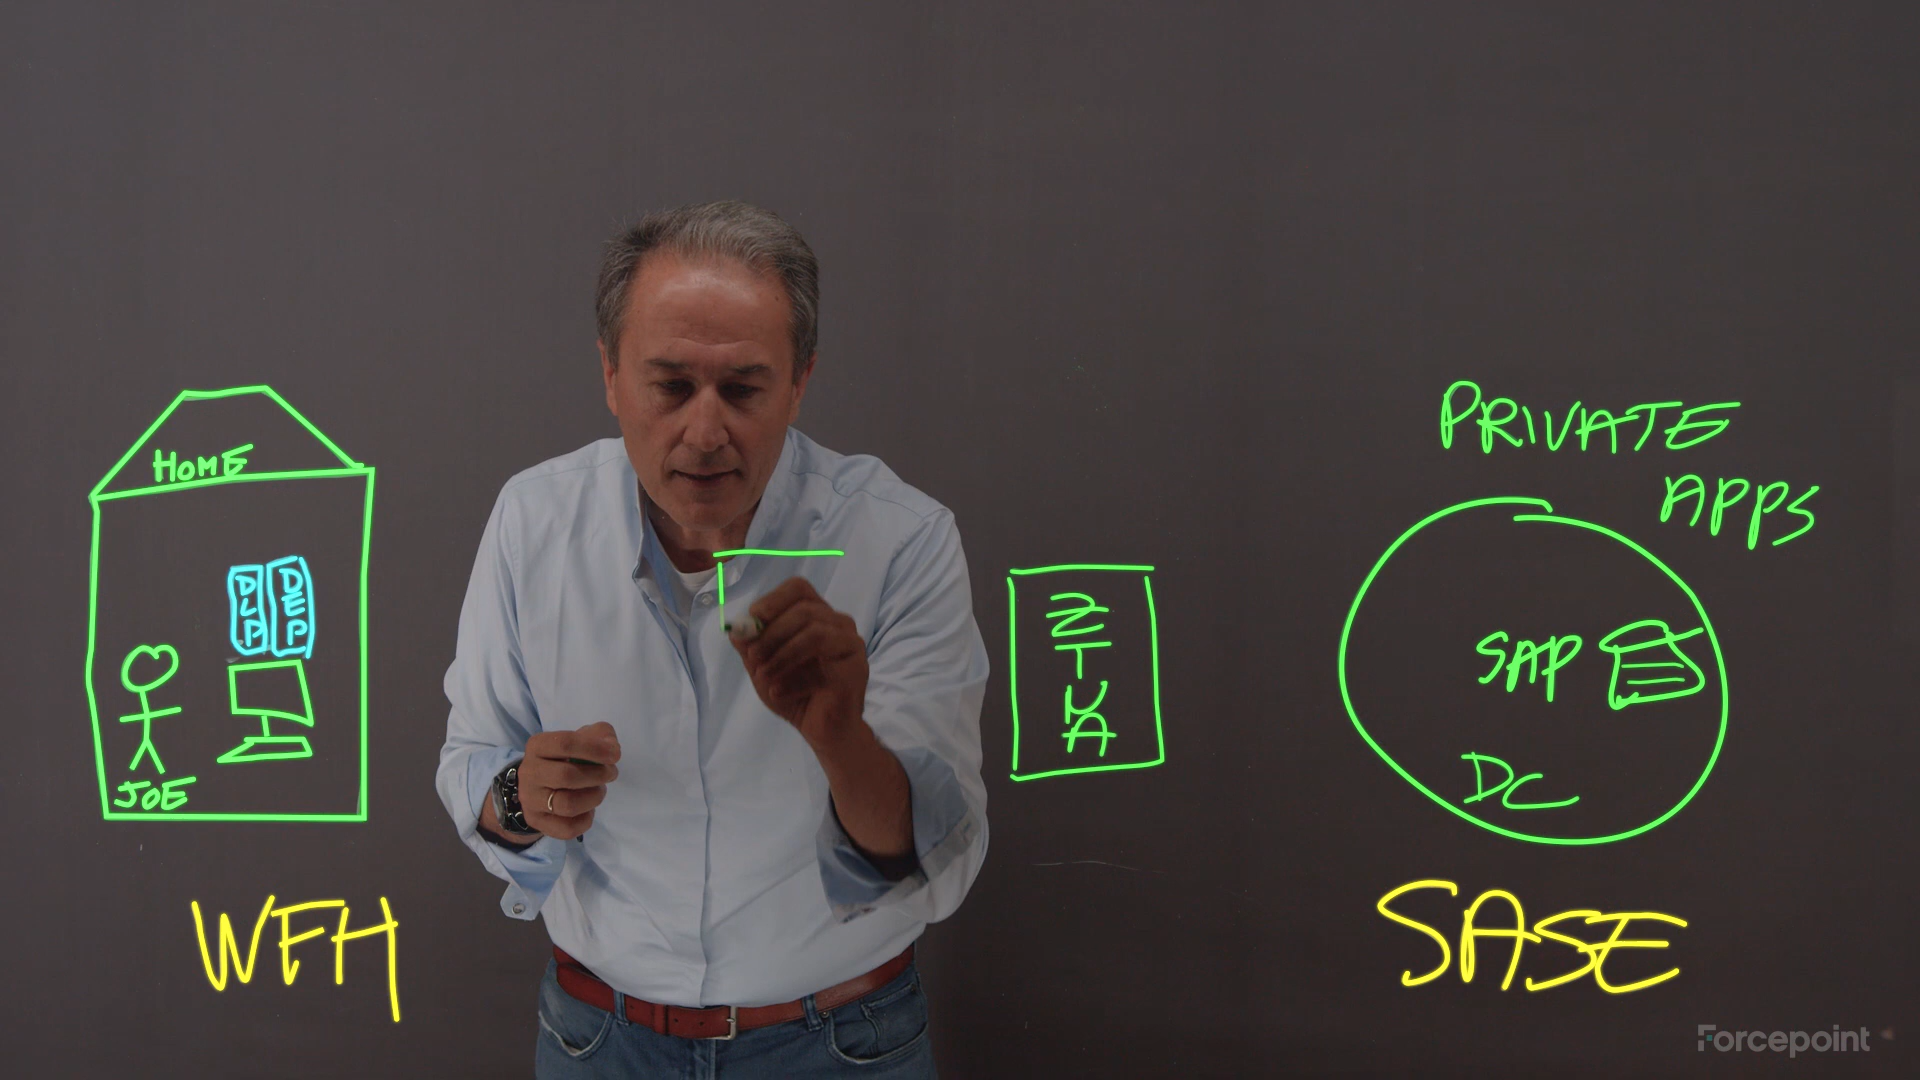 HOME
DLP
DEP
JOE
WFH
ZTNA
PRIVATE
APPS
SAP
DC
SASE
Forcepoint